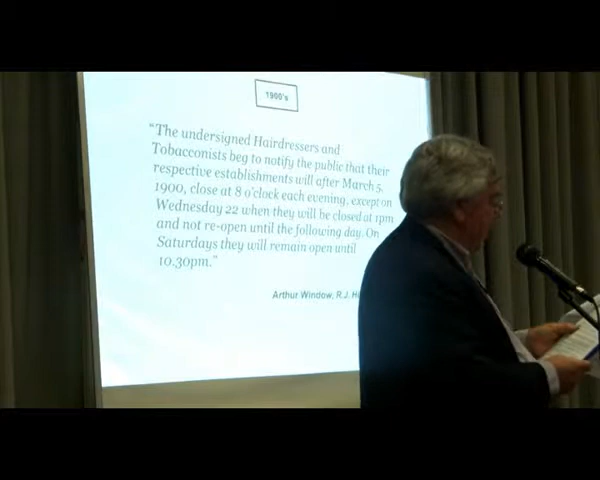 1900's
"The undersigned Hairdressers and
Tobacconists beg to notify the public that their
respective establishments will after March 5,
1900, close at 8 o'clock each evening, except on
Wednesday 22 when they will be closed at 1pm
and not re-open until the following day. On
Saturdays they will remain open until
10.30pm."
Arthur Window, R.J.